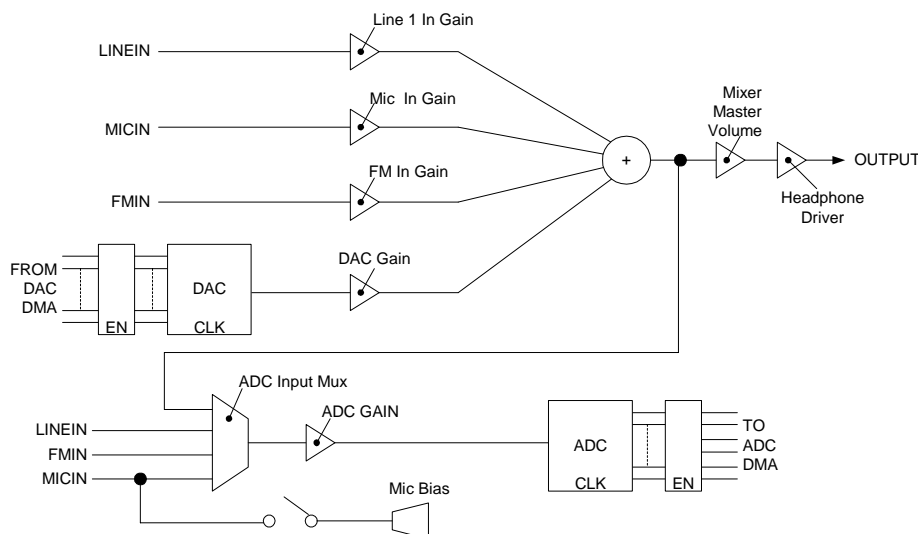 Line 1 In Gain
LINEIN
Mic In Gain
MICIN
FM In Gain
FMIN
+
Mixer
Master
Volume
OUTPUT
Headphone
Driver
DAC Gain
FROM
DAC
DMA
EN
DAC
CLK
ADC Input Mux
ADC GAIN
LINEIN
FMIN
MICIN
Mic Bias
ADC
CLK
EN
TO
ADC
DMA